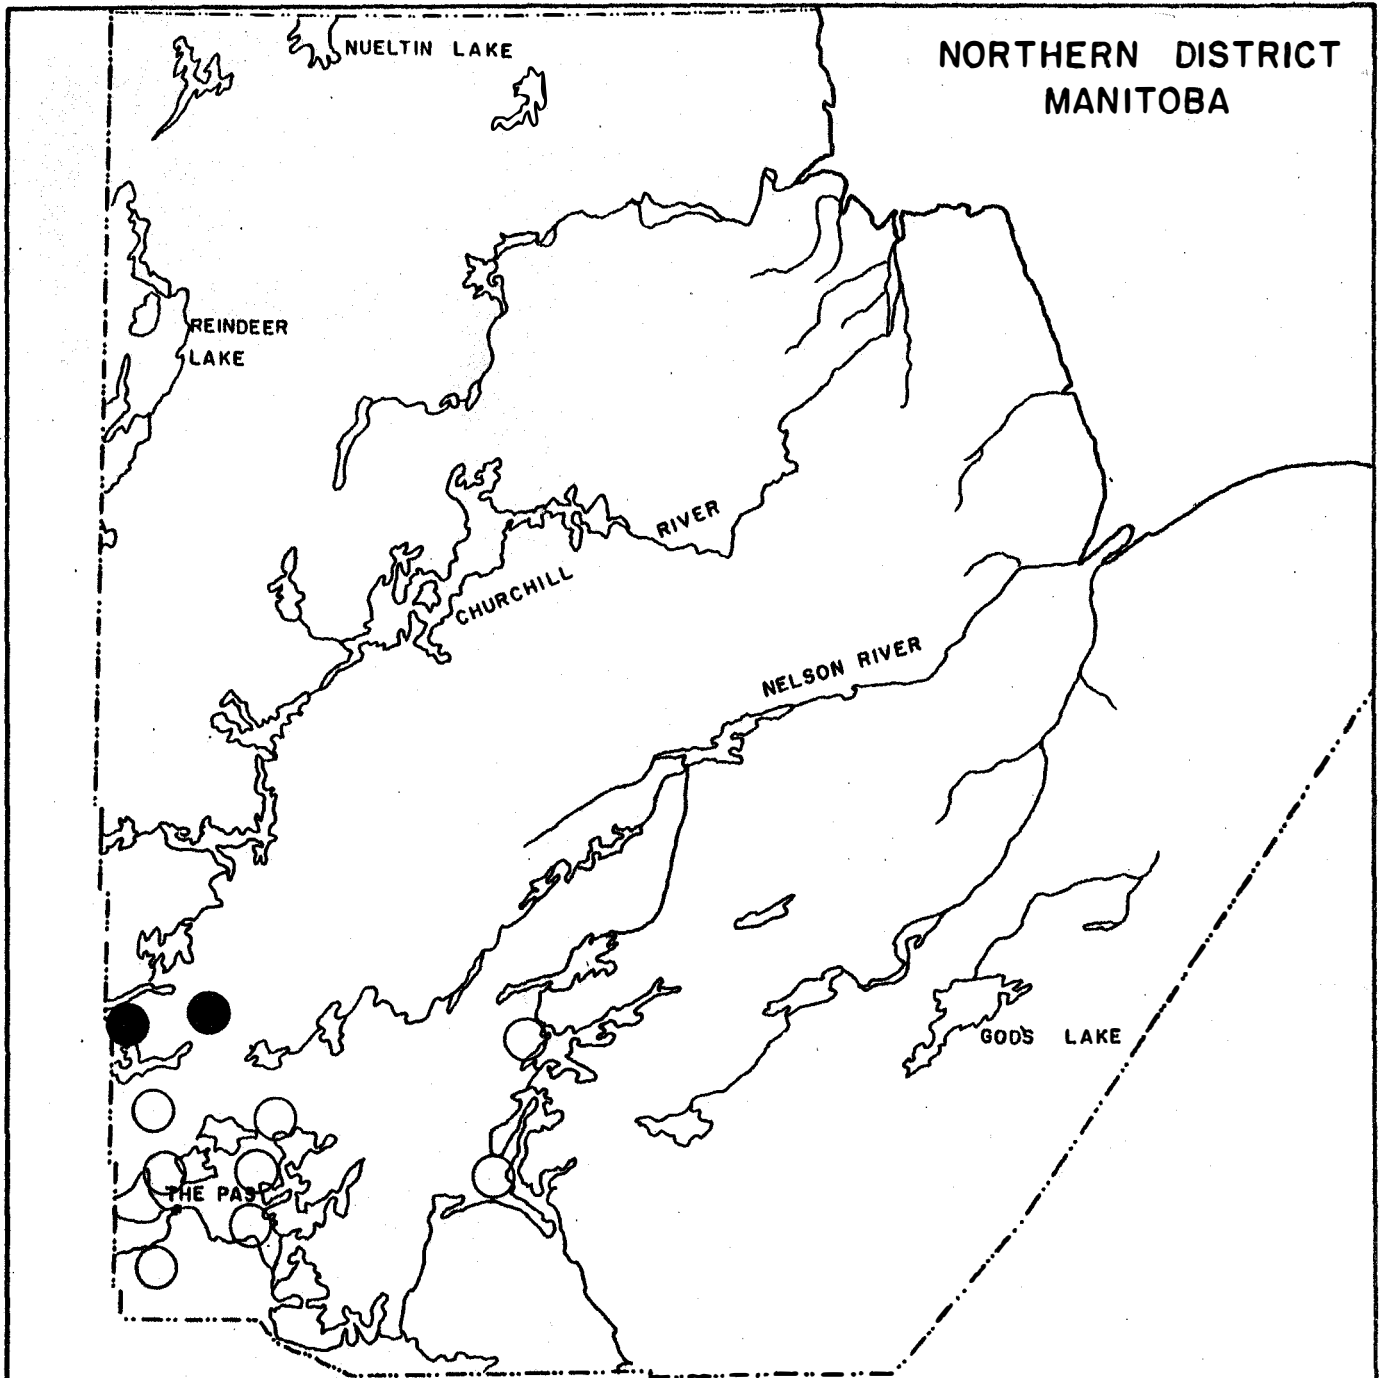 NORTHERN DISTRICT
MANITOBA
NUELTIN LAKE
REINDEER
LAKE
CHURCHILL RIVER
NELSON RIVER
GODS LAKE
THE PAS